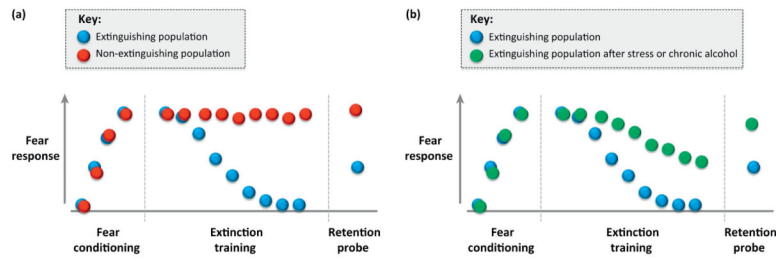 (a)
Key:
Extinguishing population
Non-extinguishing population
Fear
response
Fear
conditioning
Extinction
training
Retention
probe
(b)
Key:
Extinguishing population
Extinguishing population after stress or chronic alcohol
Fear
response
Fear
conditioning
Extinction
training
Retention
probe